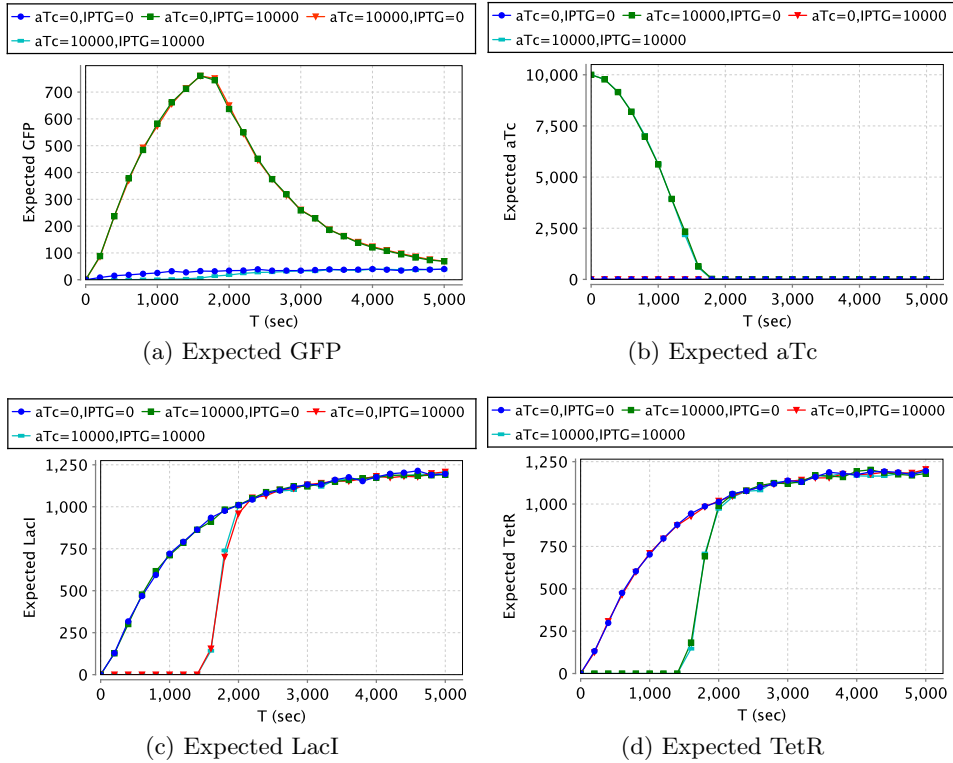 aTc=0,IPTG=0 aTc=0,IPTG=10000 aTc=10000,IPTG=0
aTc=10000,IPTG=10000
700
600
500
400
300
200
100
0
Expected GFP
0 1,000 2,000 3,000 4,000 5,000
T (sec)
(a) Expected GFP
aTc=0,IPTG=0 aTc=10000,IPTG=0 aTc=0,IPTG=10000
aTc=10000,IPTG=10000
10,000
7,500
5,000
2,500
0
Expected aTc
0 1,000 2,000 3,000 4,000 5,000
T (sec)
(b) Expected aTc
aTc=0,IPTG=0 aTc=10000,IPTG=0 aTc=0,IPTG=10000
aTc=10000,IPTG=10000
1,250
1,000
750
500
250
0
Expected LacI
0 1,000 2,000 3,000 4,000 5,000
T (sec)
(c) Expected LacI
aTc=0,IPTG=0 aTc=10000,IPTG=0 aTc=0,IPTG=10000
aTc=10000,IPTG=10000
1,250
1,000
750
500
250
0
Expected TetR
0 1,000 2,000 3,000 4,000 5,000
T (sec)
(d) Expected TetR